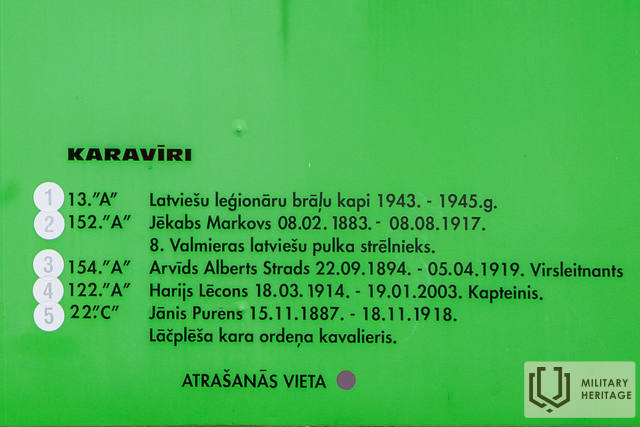 KARAVĪRI
1 13.”A” Latviešu leģionāru brāļu kapi 1943. - 1945.g.
2 152.”A” Jēkabs Markovs 08.02. 1883. - 08.08.1917.
8. Valmieras latviešu pulka strēlnieks.
3 154.”A” Arvīds Alberts Strads 22.09.1894. - 05.04.1919. Virsleitnants
4 122.”A” Harijs Lēcons 18.03.1914. - 19.01.2003. Kapteinis.
5 22.”C” Jānis Purens 15.11.1887. - 18.11.1918.
Lāčplēša kara ordeņa kavalieris.
ATRAŠANĀS VIETA
MILITARY
HERITAGE